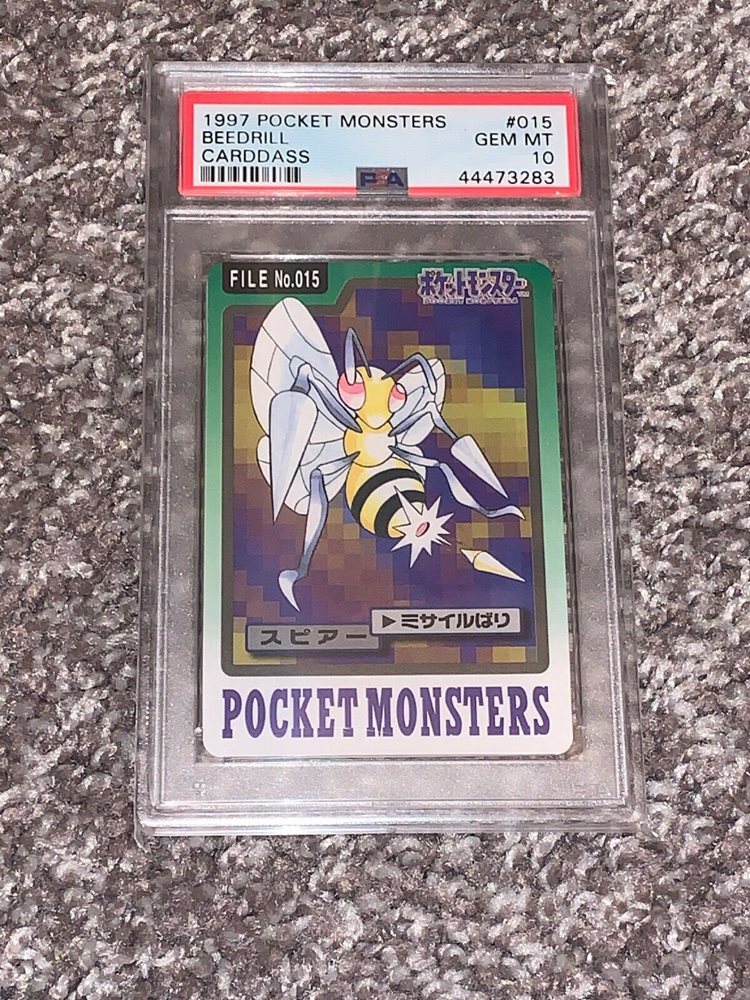 1997 POCKET MONSTERS #015
BEEDRILL GEM MT
CARDDASS 10
PSA 44473283
FILE No.015
ポケットモンスター
スピアー
▶ミサイルばり
POCKET MONSTERS